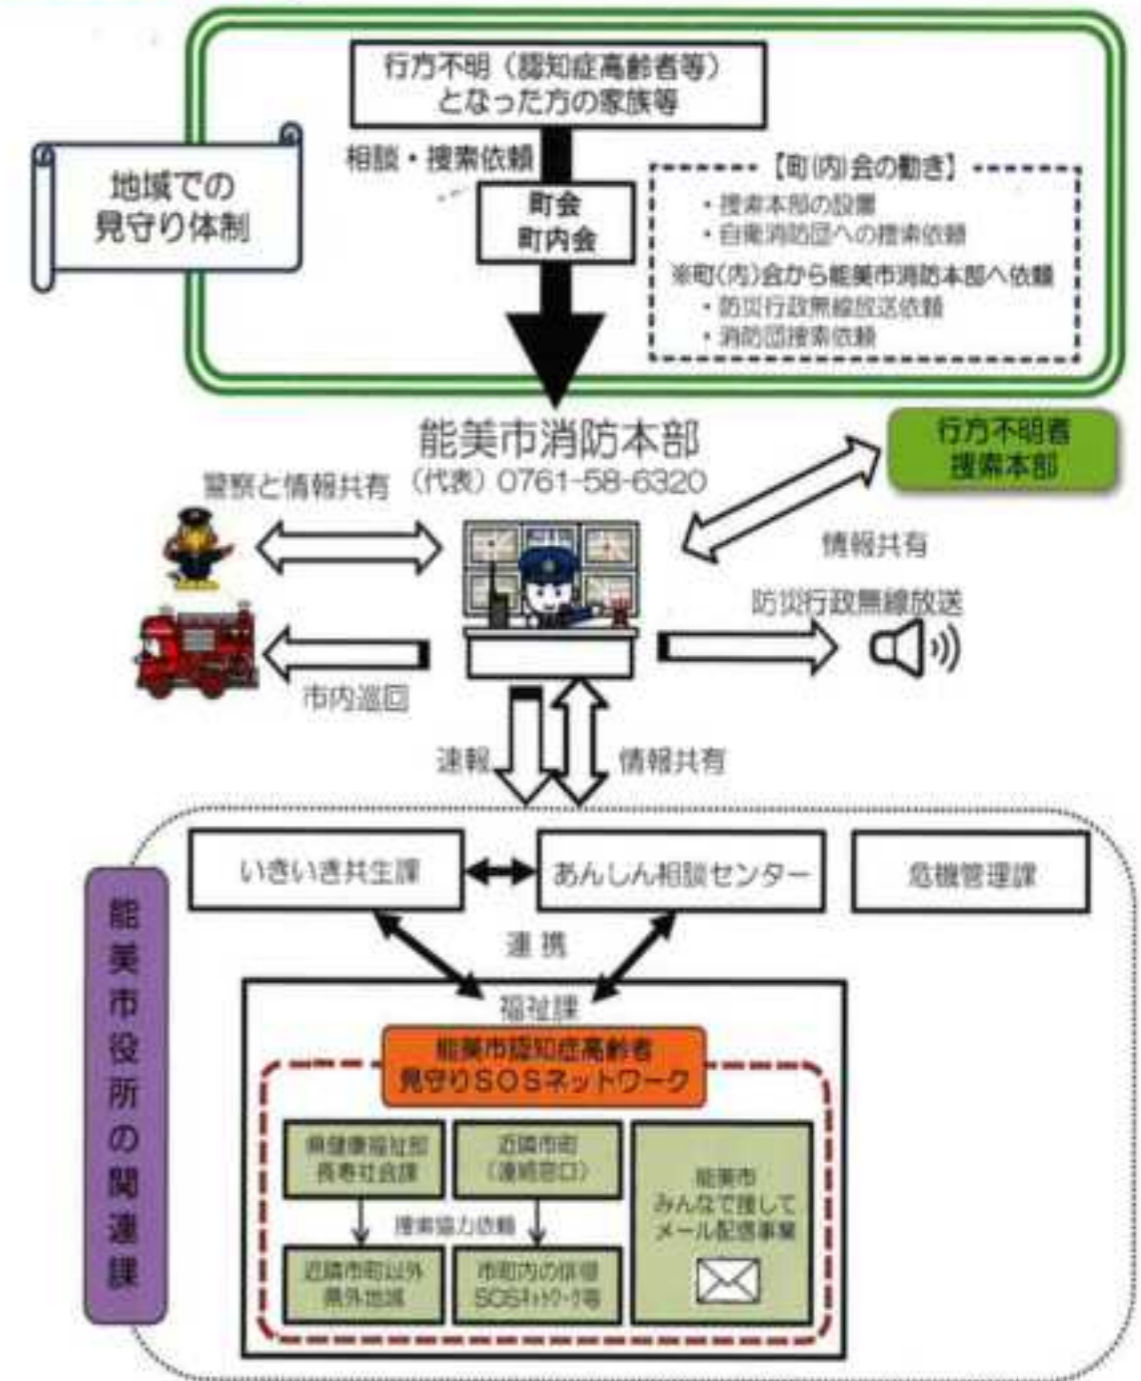 行方不明（認知症高齢者等）
となった方の家族等
地域での
見守り体制
相談・捜索依頼
町会
町内会
【町(内)会の動き】
・捜索本部の設置
・自衛消防団への捜索依頼
※町(内)会から能美市消防本部へ依頼
・防災行政無線放送依頼
・消防団捜索依頼
能美市消防本部
（代表）0761-58-6320
行方不明者
捜索本部
警察と情報共有
情報共有
防災行政無線放送
市内巡回
速報
情報共有
能美市役所の関連課
いきいき共生課
あんしん相談センター
危機管理課
連携
福祉課
能美市認知症高齢者
見守りSOSネットワーク
県健康福祉部
長寿社会課
近隣市町
（連絡窓口）
能美市
みんなで捜して
メール配信事業
捜索協力依頼
近隣市町以外
県外地域
市町内の
SOSネットワーク等